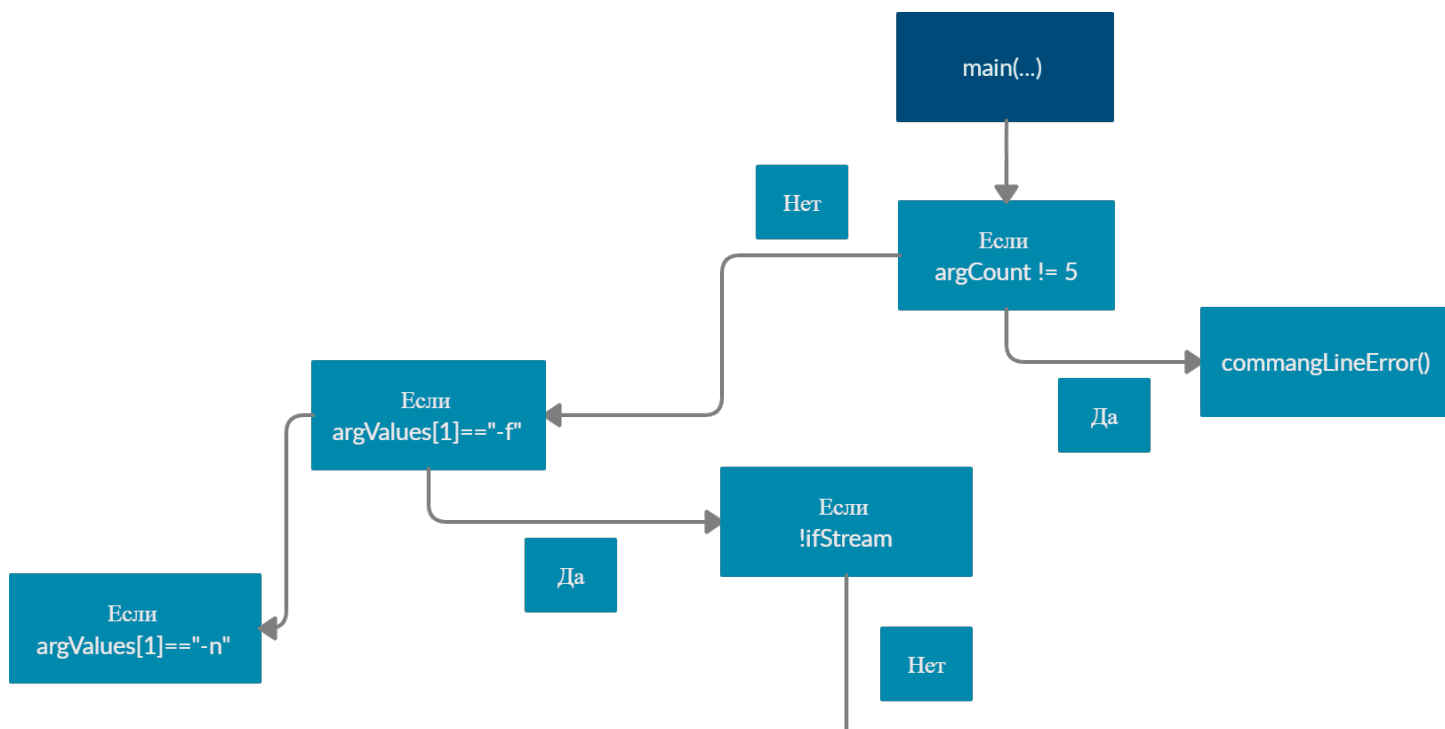 main(...)
Нет
Если
argCount != 5
commangLineError()
Да
Если
argValues[1]=="-f"
Если
!ifStream
Да
Если
argValues[1]=="-n"
Нет